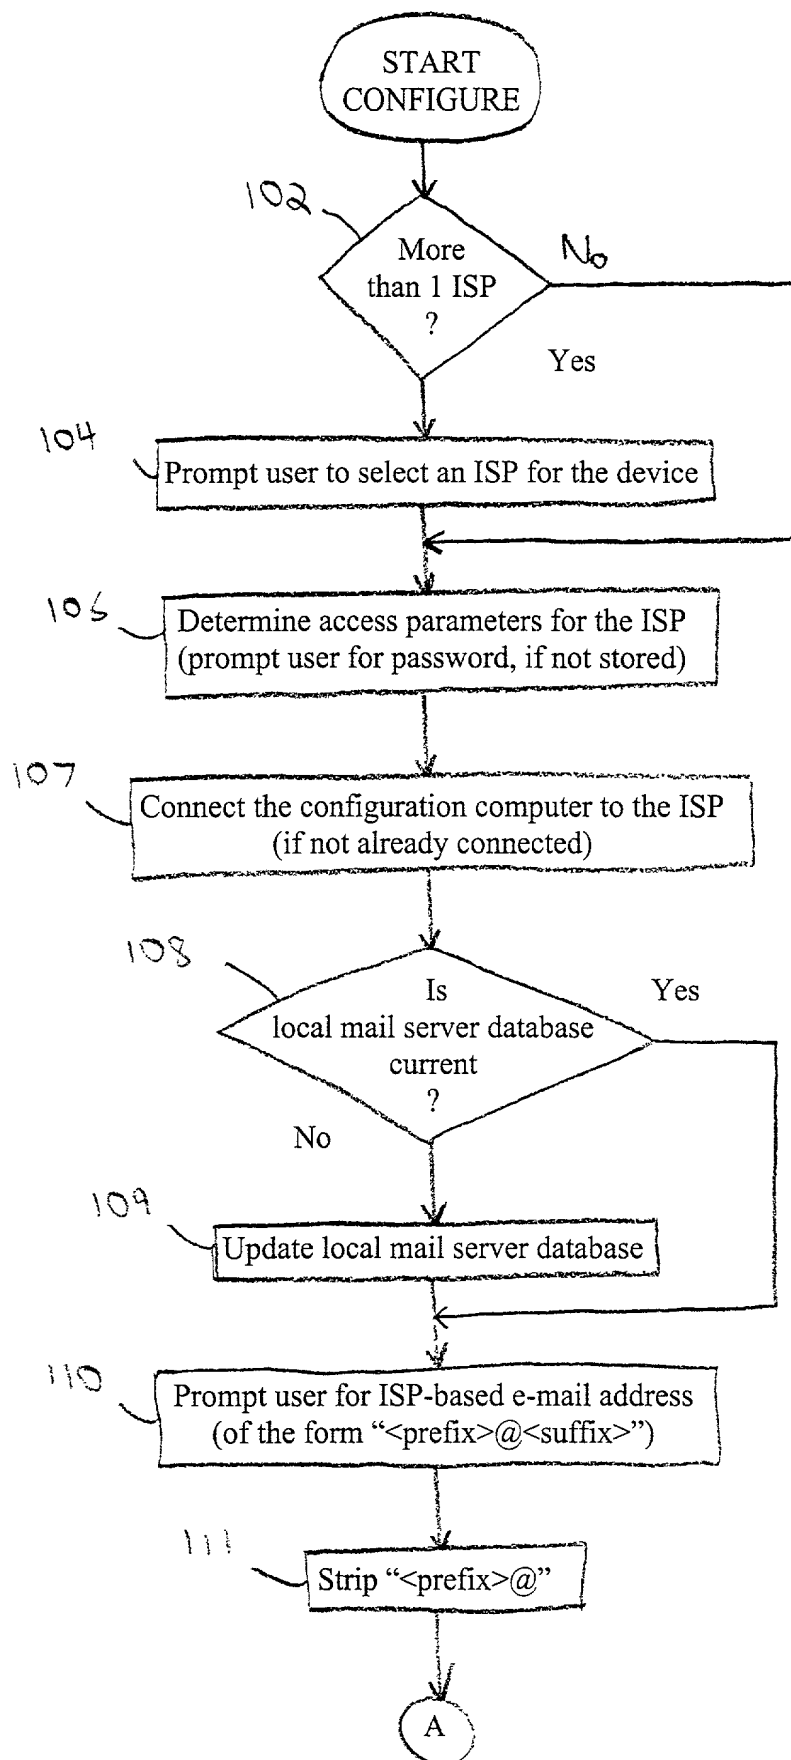 START
CONFIGURE
102
More
than 1 ISP
?
No
Yes
104
Prompt user to select an ISP for the device
106
Determine access parameters for the ISP
(prompt user for password, if not stored)
107
Connect the configuration computer to the ISP
(if not already connected)
108
Is
local mail server database
current
?
Yes
No
109
Update local mail server database
110
Prompt user for ISP-based e-mail address
(of the form “<prefix>@<suffix>”)
111
Strip “<prefix>@”
A